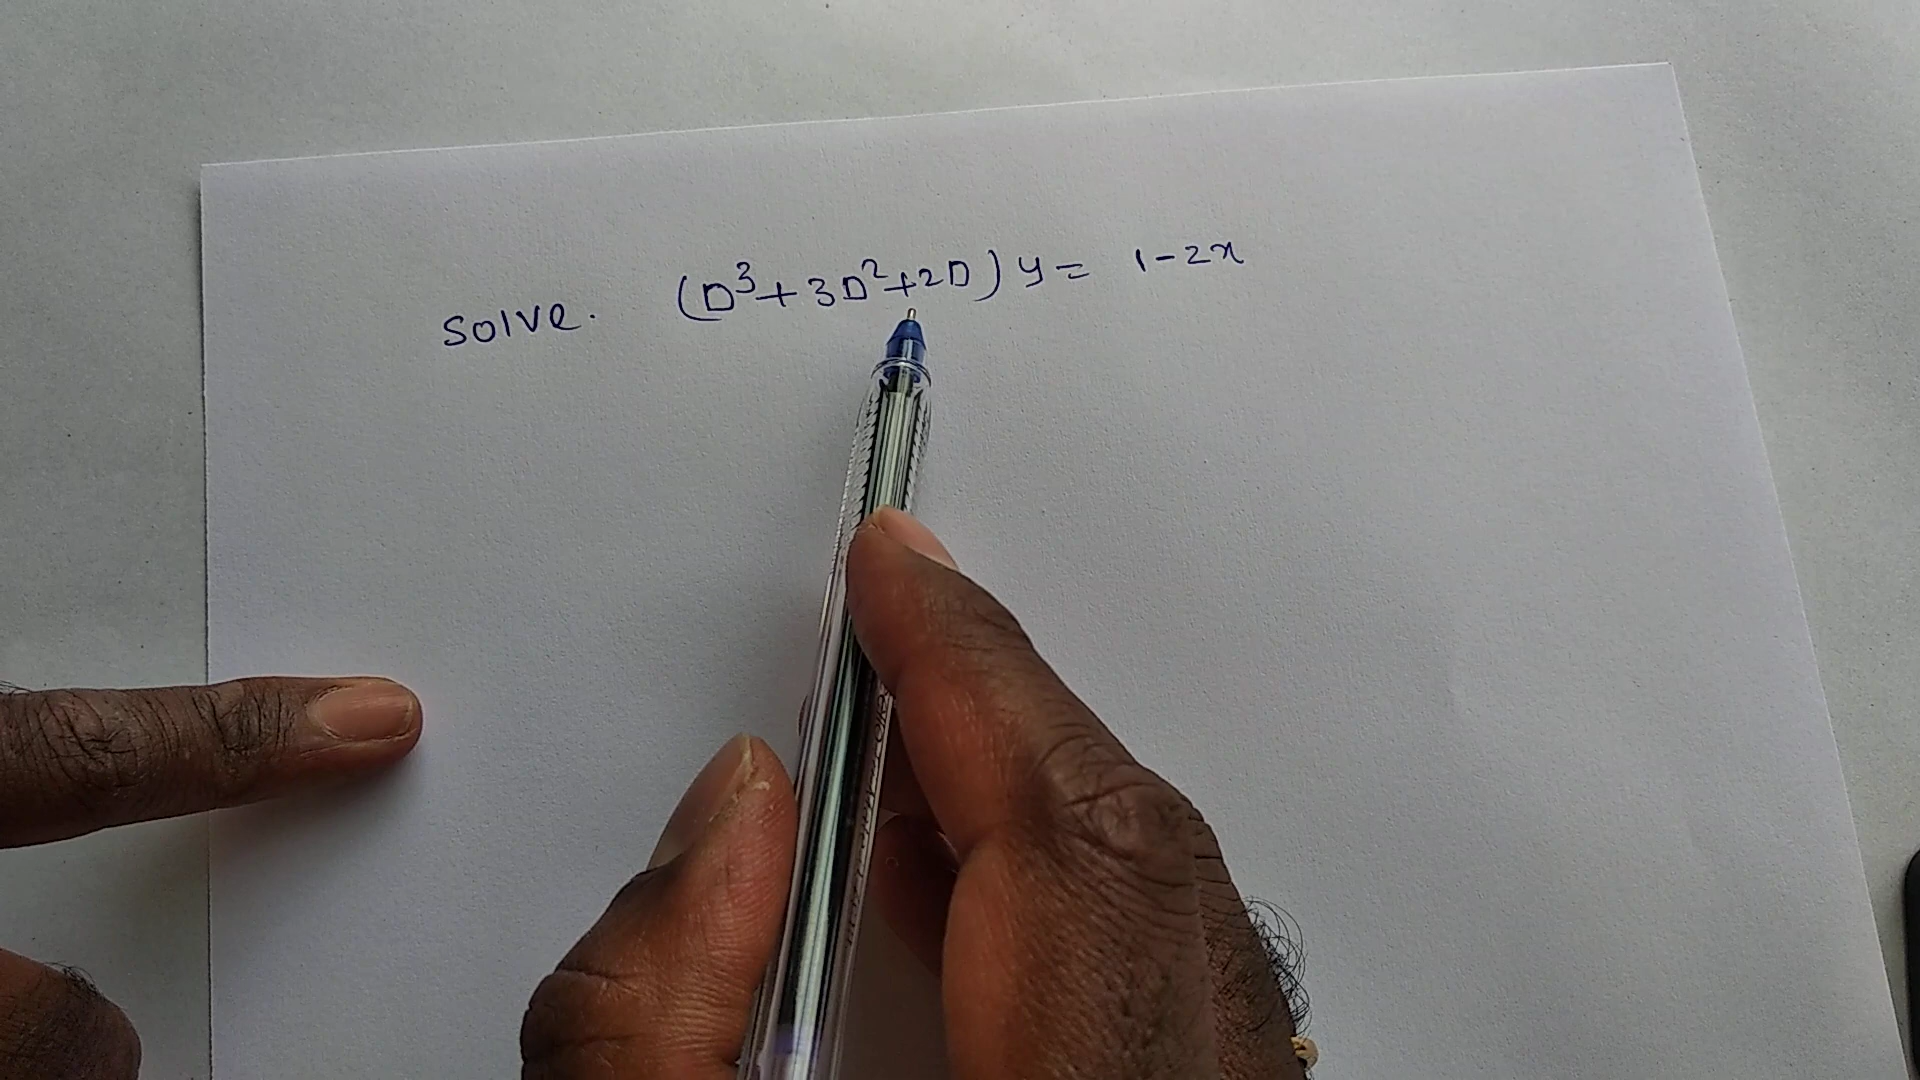 Solve. (D³+3D²+2D)y = 1-2x